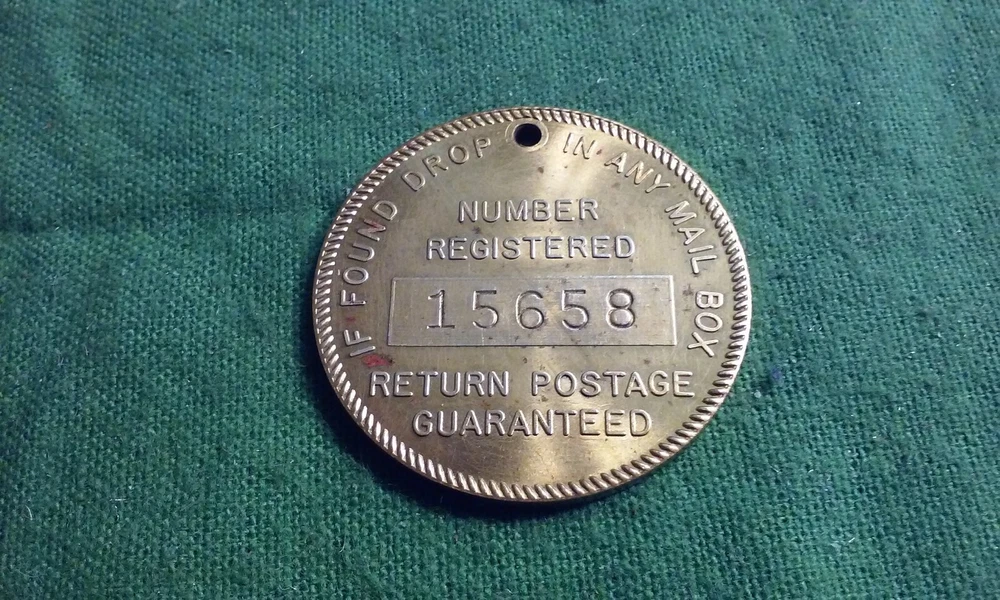 IF FOUND DROP IN ANY MAIL BOX
NUMBER
REGISTERED
15658
RETURN POSTAGE
GUARANTEED